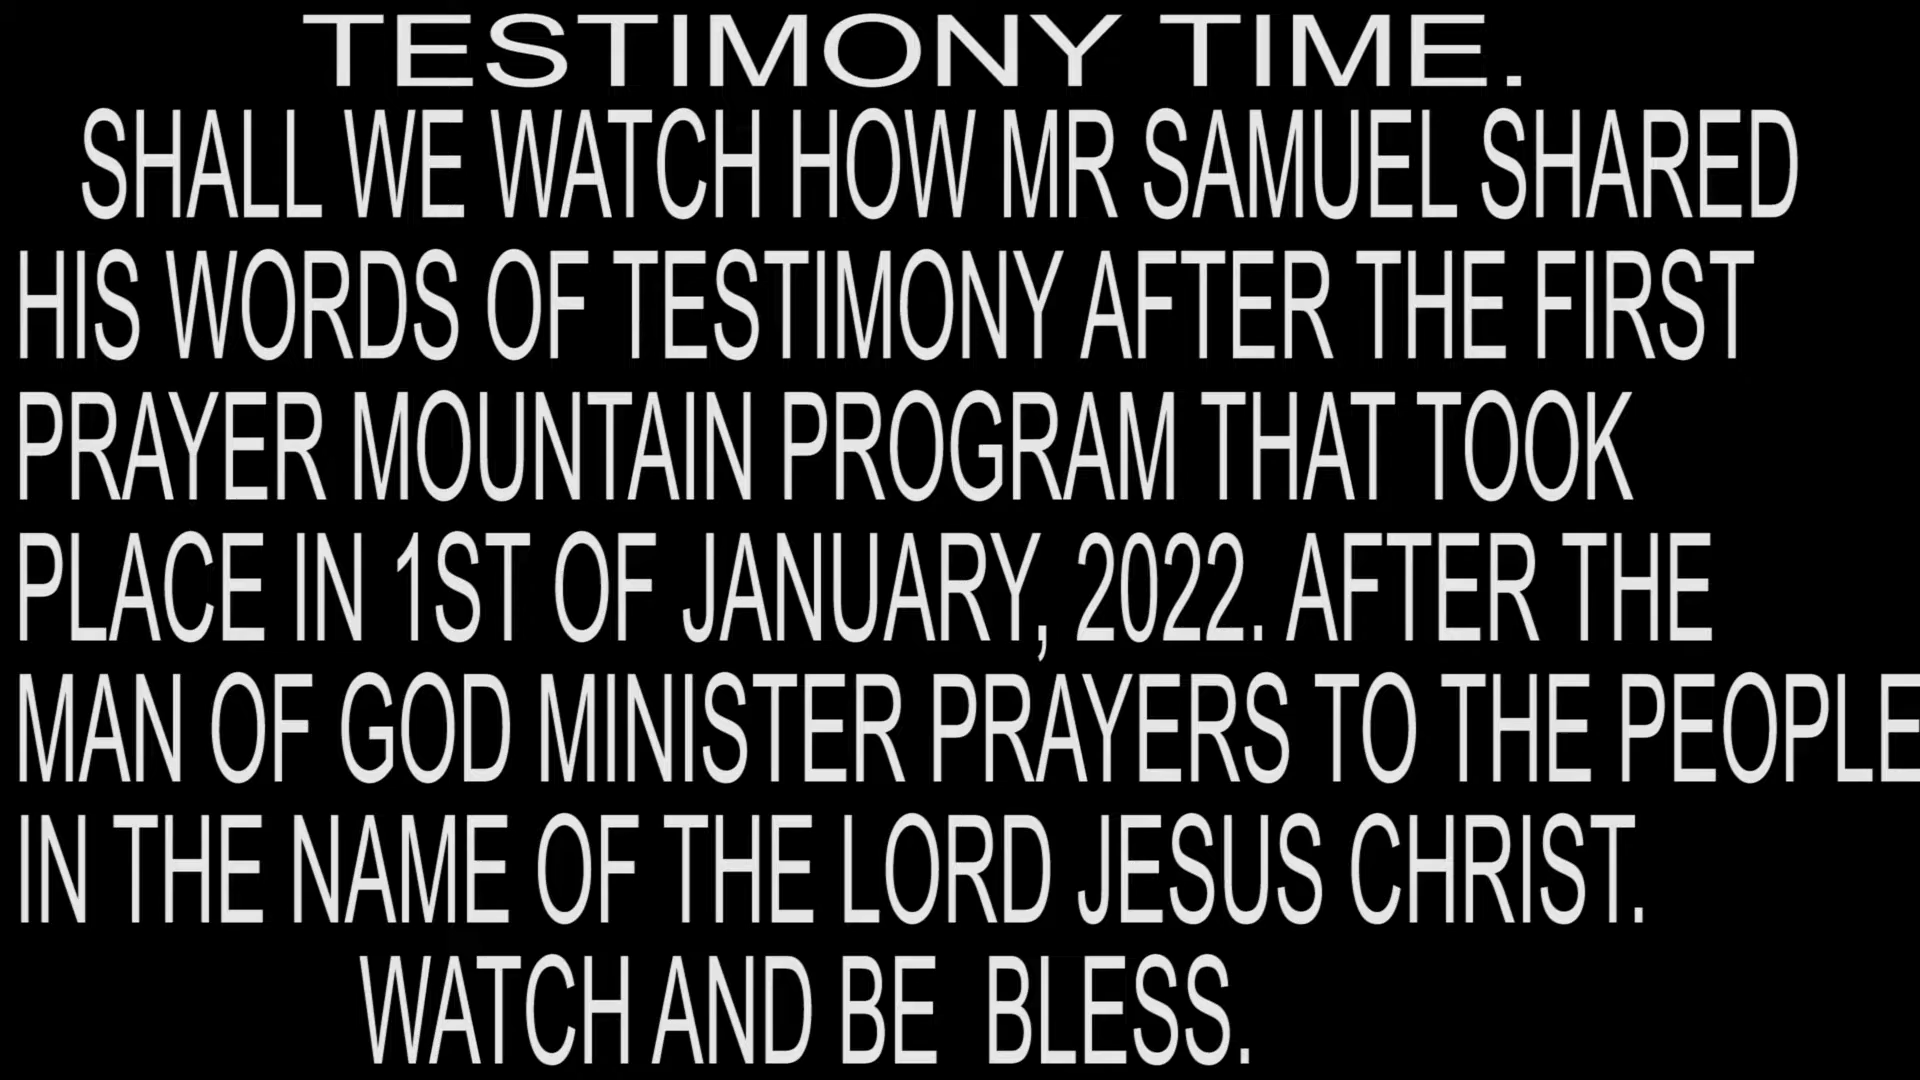 TESTIMONY TIME.
SHALL WE WATCH HOW MR SAMUEL SHARED
HIS WORDS OF TESTIMONY AFTER THE FIRST
PRAYER MOUNTAIN PROGRAM THAT TOOK
PLACE IN 1ST OF JANUARY, 2022. AFTER THE
MAN OF GOD MINISTER PRAYERS TO THE PEOPLE
IN THE NAME OF THE LORD JESUS CHRIST.
WATCH AND BE  BLESS.